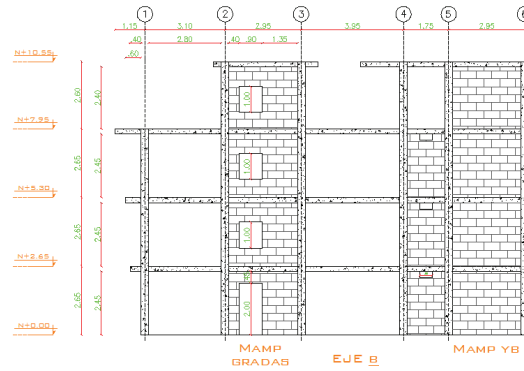 1 2 3 4 5 6
1.15 3.10 2.95 3.95 1.75 2.95
.40 2.80 .40 .90 1.35
.60
N+10.55
2.60 2.40 1.00
N+7.95
2.65 2.45 1.00
N+5.30
2.65 2.45 1.00
N+2.65
2.65 2.45 2.00
N+0.00
MAMP
GRADAS
EJE B
MAMP YB